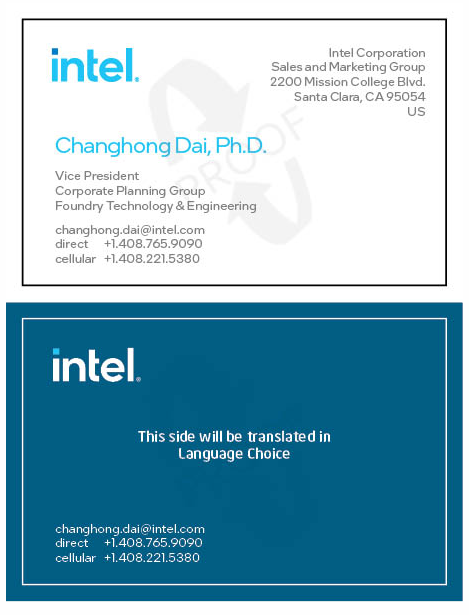 intel.
Intel Corporation
Sales and Marketing Group
2200 Mission College Blvd.
Santa Clara, CA 95054
US
PROOF
Changhong Dai, Ph.D.
Vice President
Corporate Planning Group
Foundry Technology & Engineering
changhong.dai@intel.com
direct +1.408.765.9090
cellular +1.408.221.5380
intel®
This side will be translated in
Language Choice
PROOF
changhong.dai@intel.com
direct +1.408.765.9090
cellular +1.408.221.5380